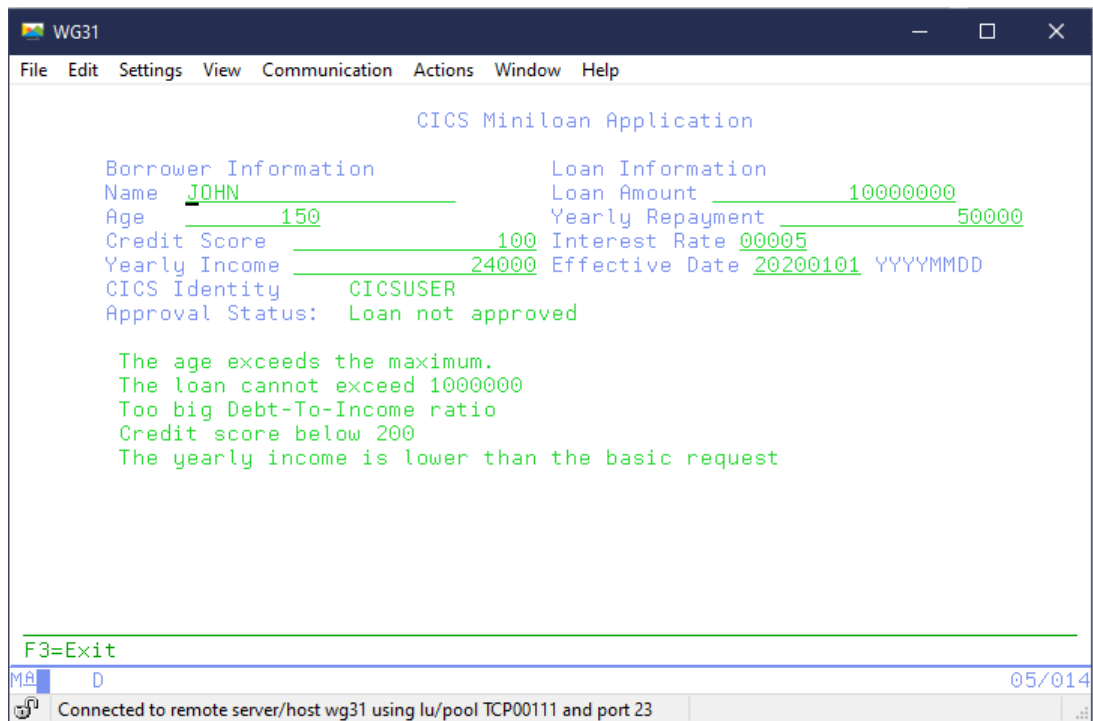 WG31
File Edit Settings View Communication Actions Window Help
CICS Miniloan Application
Borrower Information Loan Information
Name JOHN Loan Amount 10000000
Age 150 Yearly Repayment 50000
Credit Score 100 Interest Rate 00005
Yearly Income 24000 Effective Date 20200101 YYYYMMDD
CICS Identity CICSUSER
Approval Status: Loan not approved
The age exceeds the maximum.
The loan cannot exceed 1000000
Too big Debt-To-Income ratio
Credit score below 200
The yearly income is lower than the basic request
F3=Exit
MA D 05/014
Connected to remote server/host wg31 using lu/pool TCP00111 and port 23